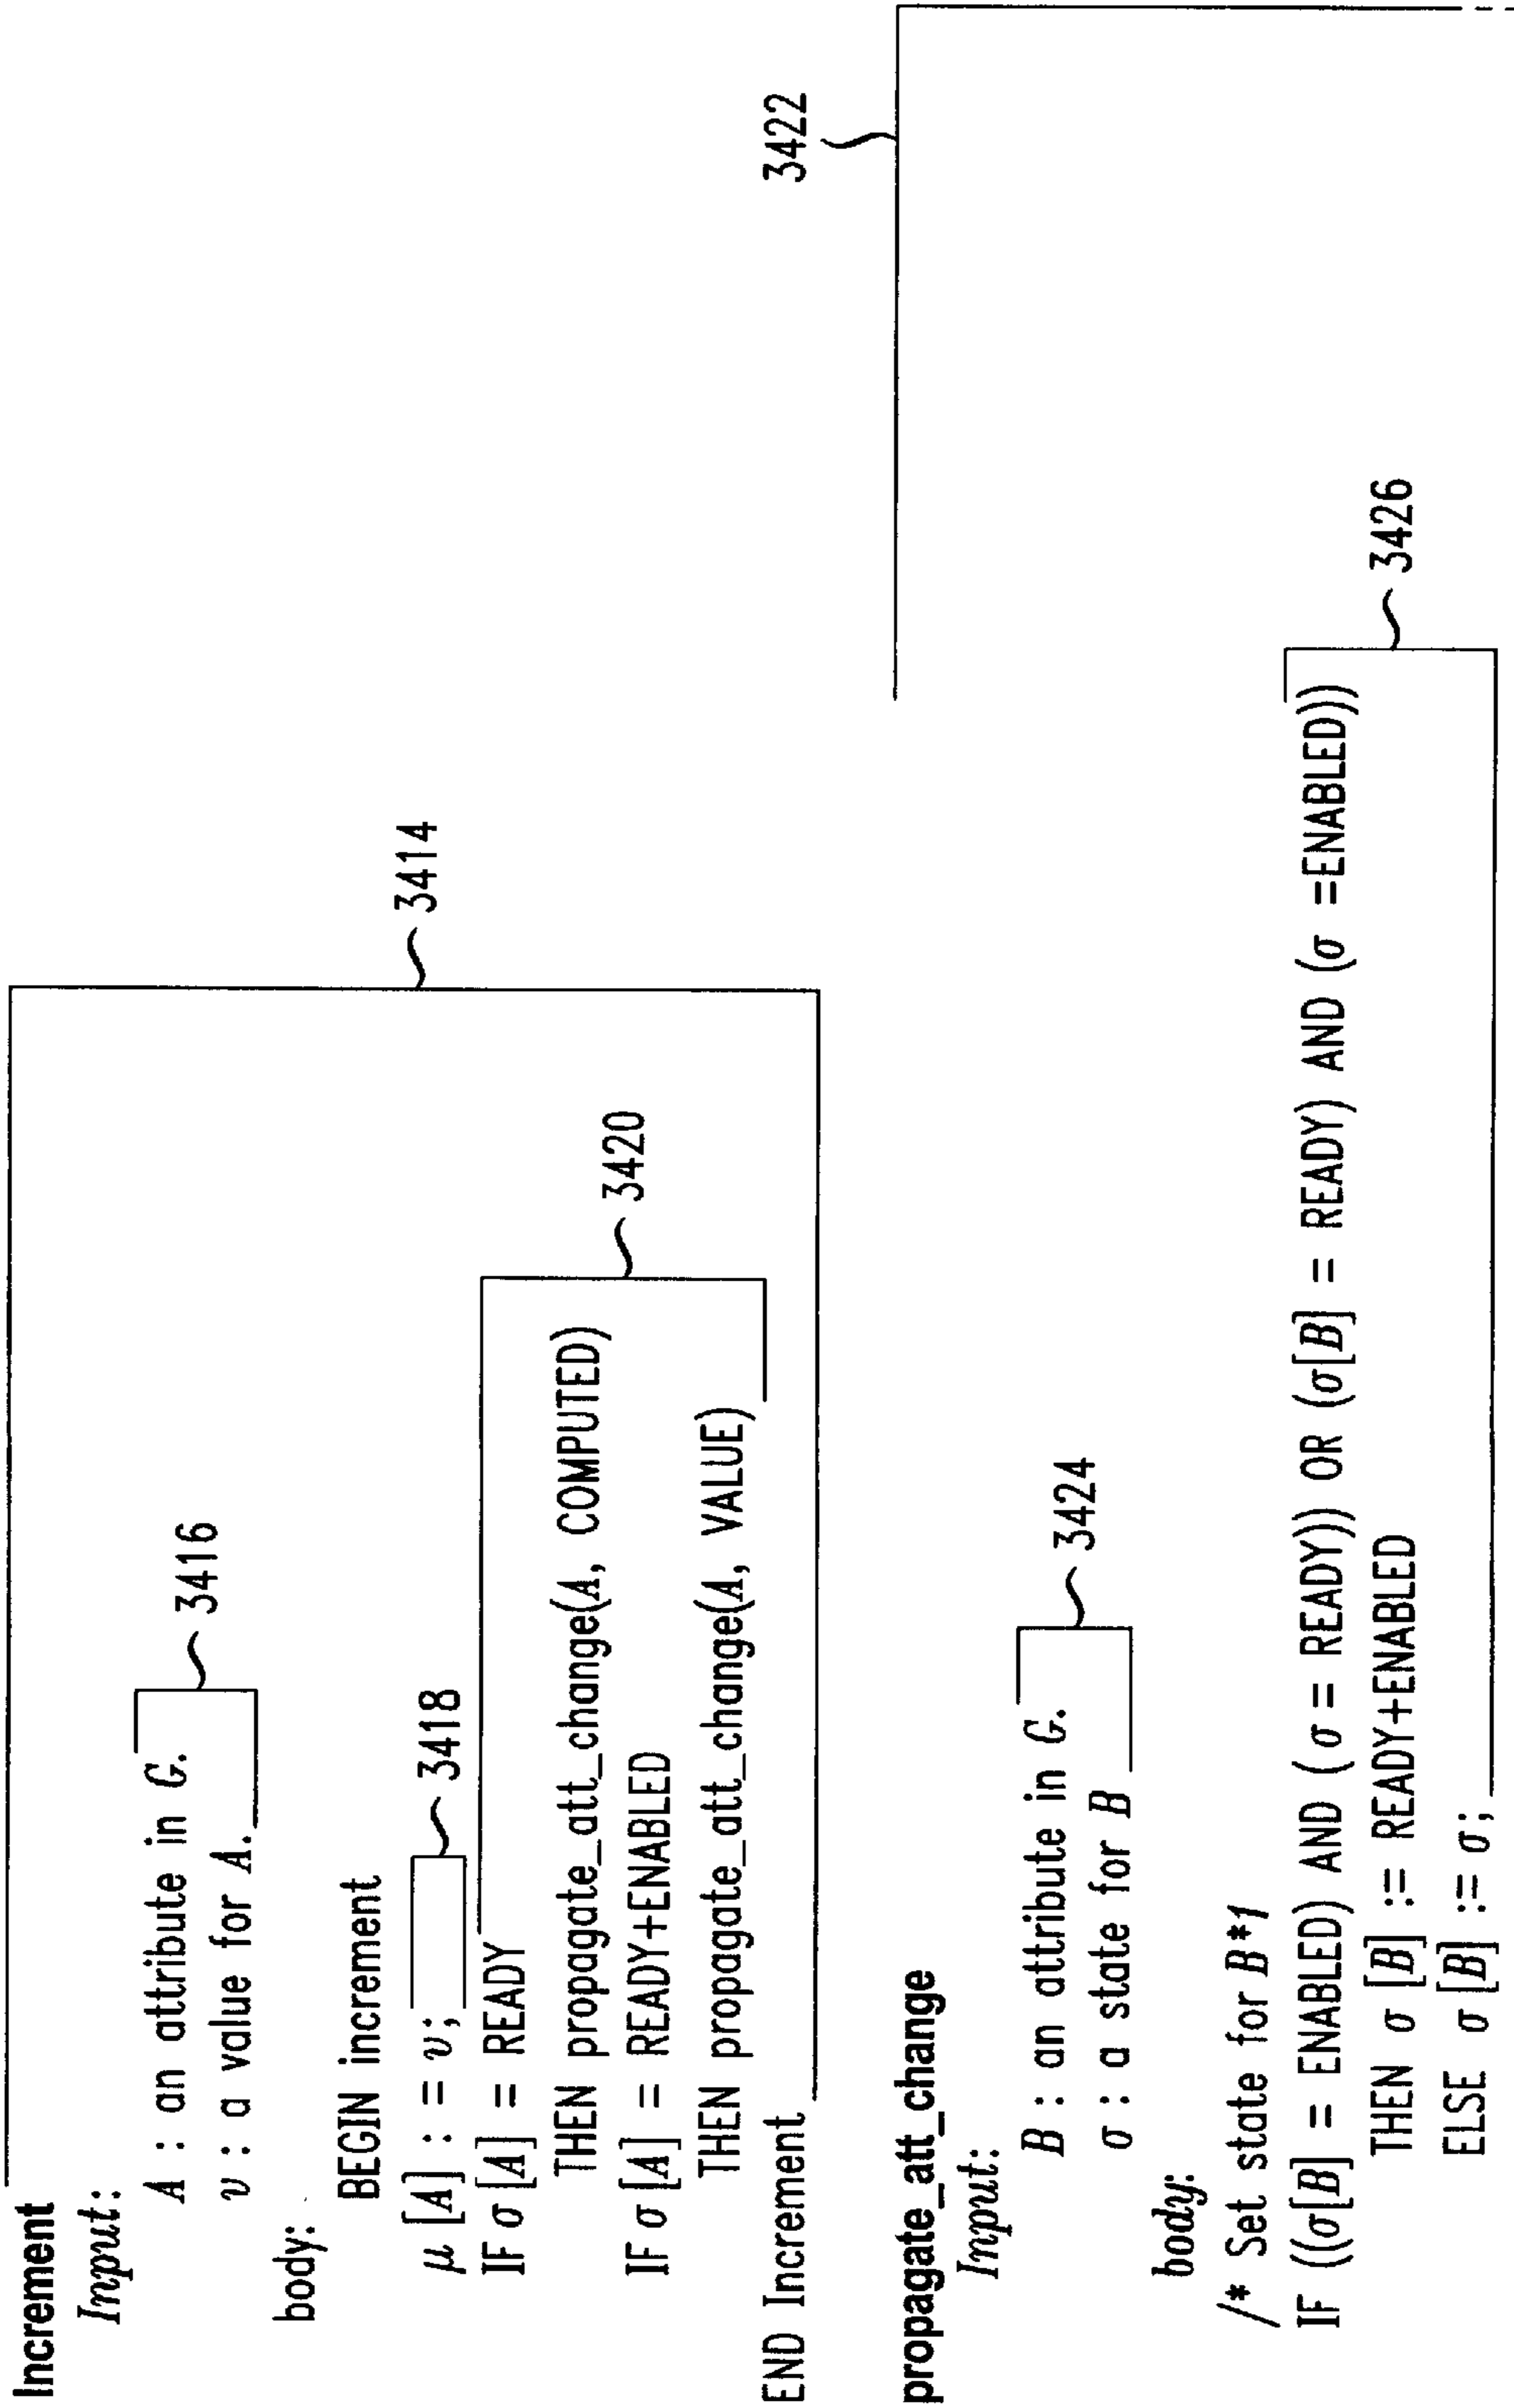 Increment
Input:
A : an attribute in G.
v : a value for A.
3416
body:
BEGIN increment
3414
μ [A] : = v;
3418
IF σ [A] = READY
THEN propagate_att_change(A, COMPUTED)
3420
IF σ [A] = READY+ENABLED
THEN propagate_att_change(A, VALUE)
END Increment
3422
propagate_att_change
Input:
B : an attribute in G.
σ : a state for B
3424
body:
/* Set state for B*1
IF ((σ[B] = ENABLED) AND (σ = READY)) OR (σ[B] = READY) AND (σ =ENABLED))
THEN σ [B] := READY+ENABLED
3426
ELSE σ [B] := σ;